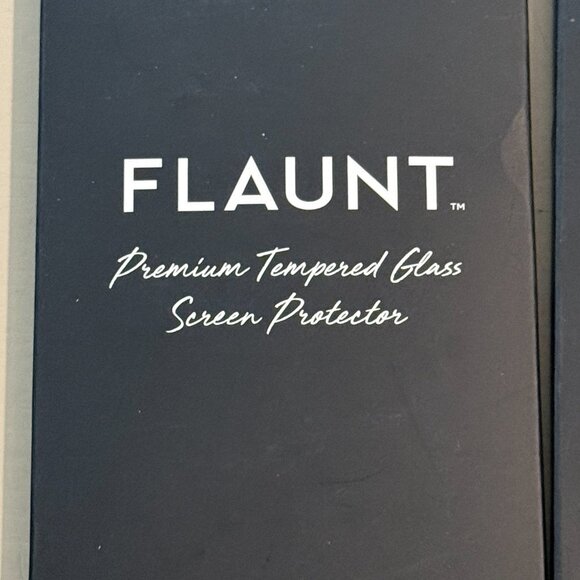 FLAUNT™
Premium Tempered Glass
Screen Protector